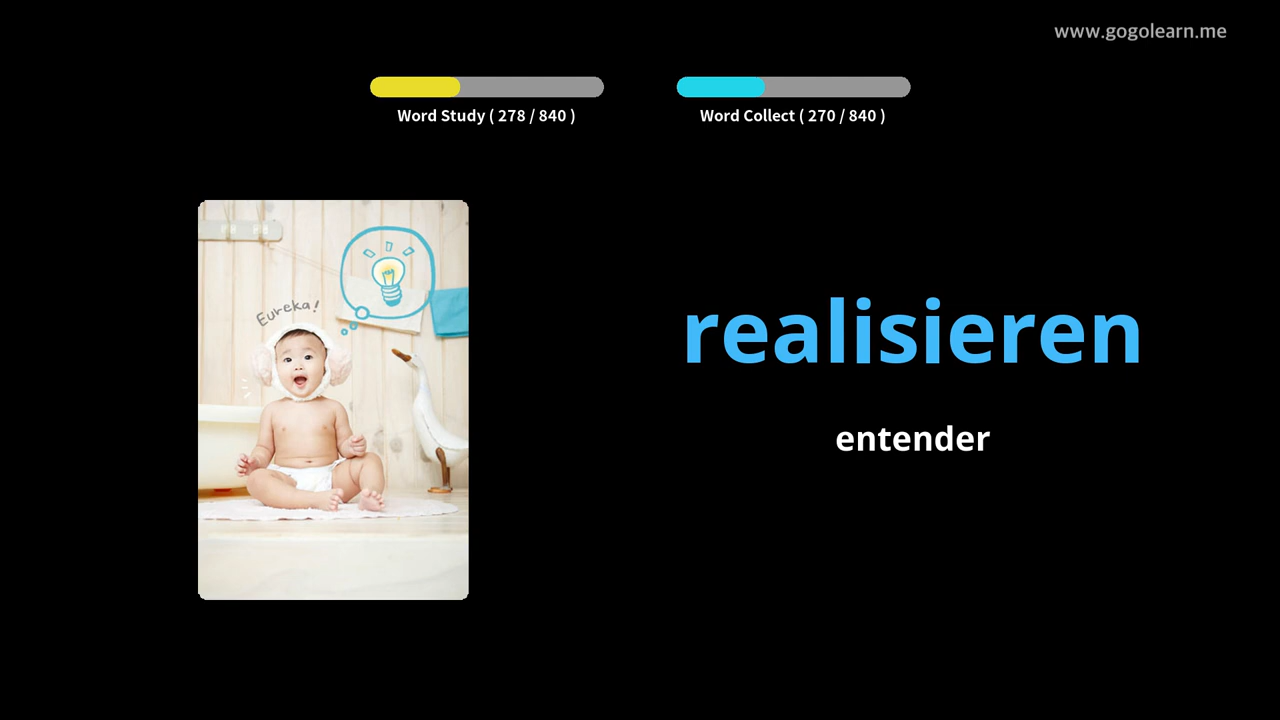 www.gogolearn.me
Word Study ( 278 / 840 )
Word Collect ( 270 / 840 )
Eureka!
realisieren
entender